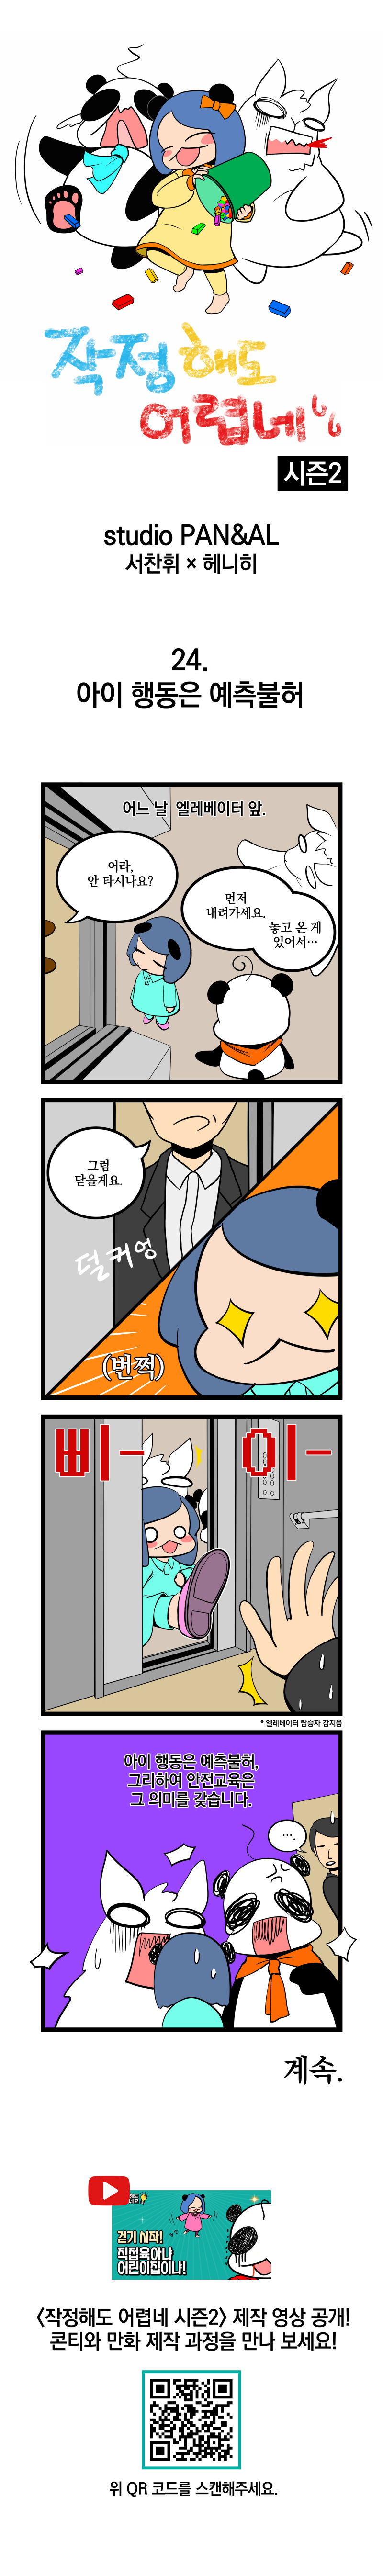 작정해도
어렵네
시즌2
studio PAN&AL
서찬휘 × 헤니히
24.
아이 행동은 예측불허
어느 날 엘레베이터 앞.
어라,
안 타시나요?
먼저
내려가세요.
놓고 온 게
있어서…
그럼
닫을게요.
덜커엉
(번쩍)
삐-이-
* 엘레베이터 탑승자 감지음
아이 행동은 예측불허,
그리하여 안전교육은
그 의미를 갖습니다.
….
계속.
걷기 시작!
직접육아냐
어린이집이냐!
<작정해도 어렵네 시즌2> 제작 영상 공개!
콘티와 만화 제작 과정을 만나 보세요!
위 QR 코드를 스캔해주세요.